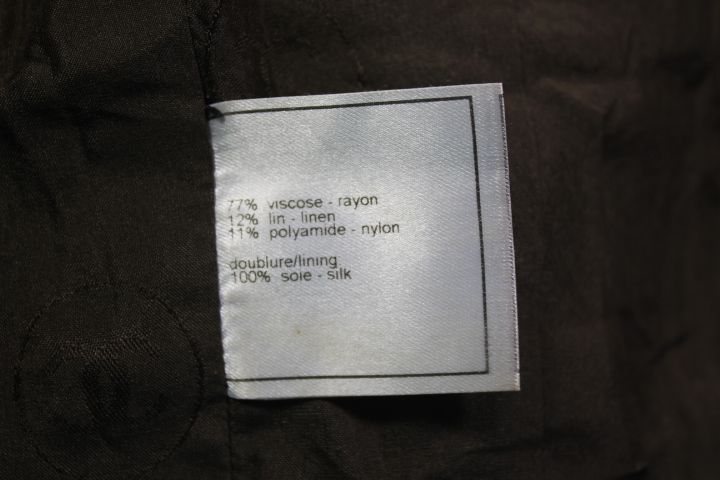 77% viscose - rayon
12% lin - linen
11% polyamide - nylon
doublure/lining
100% soie - silk